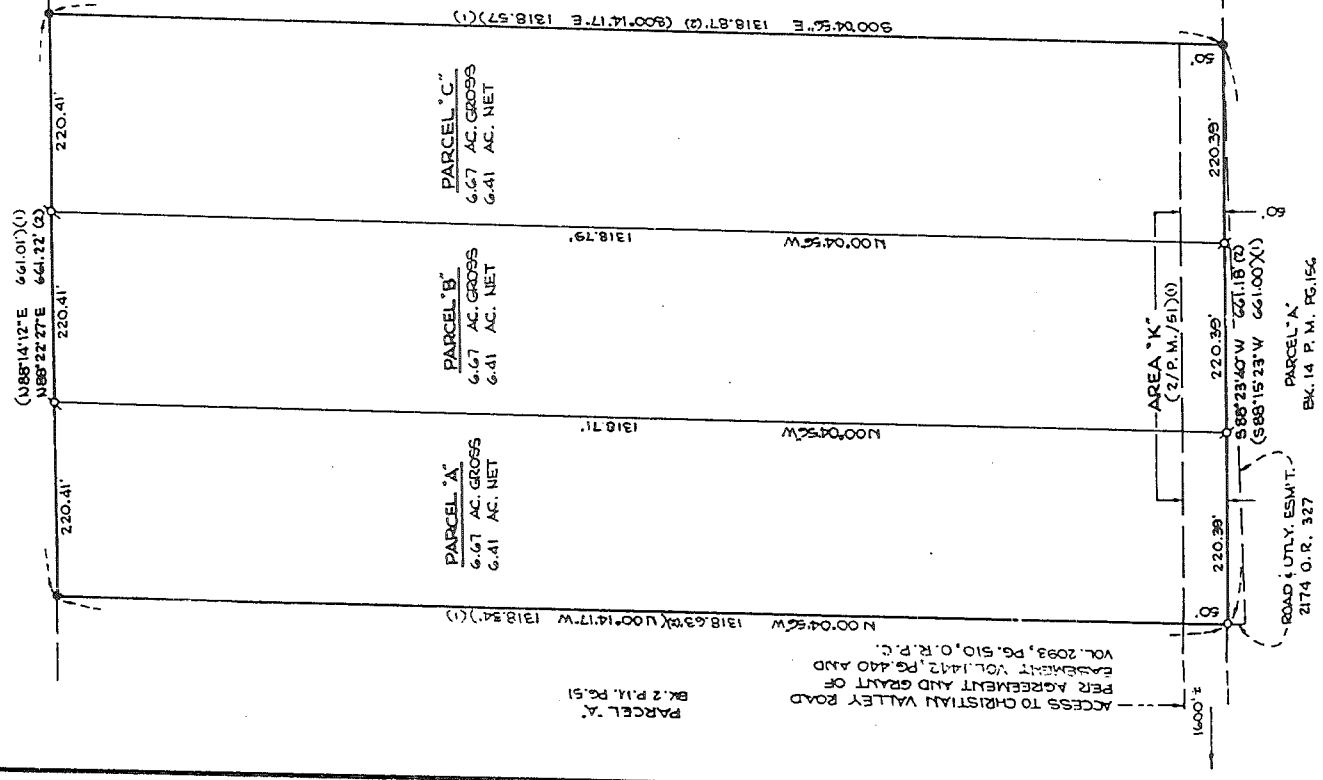 S00°04'56"E 1318.87'(2) (S00°14'17"E 1318.57')(1)
(N88°14'12"E 661.01')(1)
N88°22'27"E 661.22'(2)
220.41'
220.41'
220.41'
PARCEL "C"
6.67 AC. GROSS
6.41 AC. NET
N00°04'56"W 1318.79'
PARCEL "B"
6.67 AC. GROSS
6.41 AC. NET
N00°04'56"W 1318.71'
PARCEL "A"
6.67 AC. GROSS
6.41 AC. NET
N00°04'56"W 1318.63'(2) (N00°14'17"W 1318.54')(1)
50'
220.39'
220.39'
220.39'
50'
50'
AREA "K"
(2/P.M./51)(1)
S88°23'40"W 661.18'(2)
(S88°15'23"W 661.00')(1)
PARCEL "A"
BK. 14 P. M. PG. 156
ROAD & UTLY. ESM'T.
2174 O.R. 327
ACCESS TO CHRISTIAN VALLEY ROAD
PER AGREEMENT AND GRANT OF
EASEMENT VOL. 1442, PG. 440 AND
VOL. 2093, PG. 510, O.R.P.C.
PARCEL "A"
BK. 2 P.M. PG. 51
1600'±